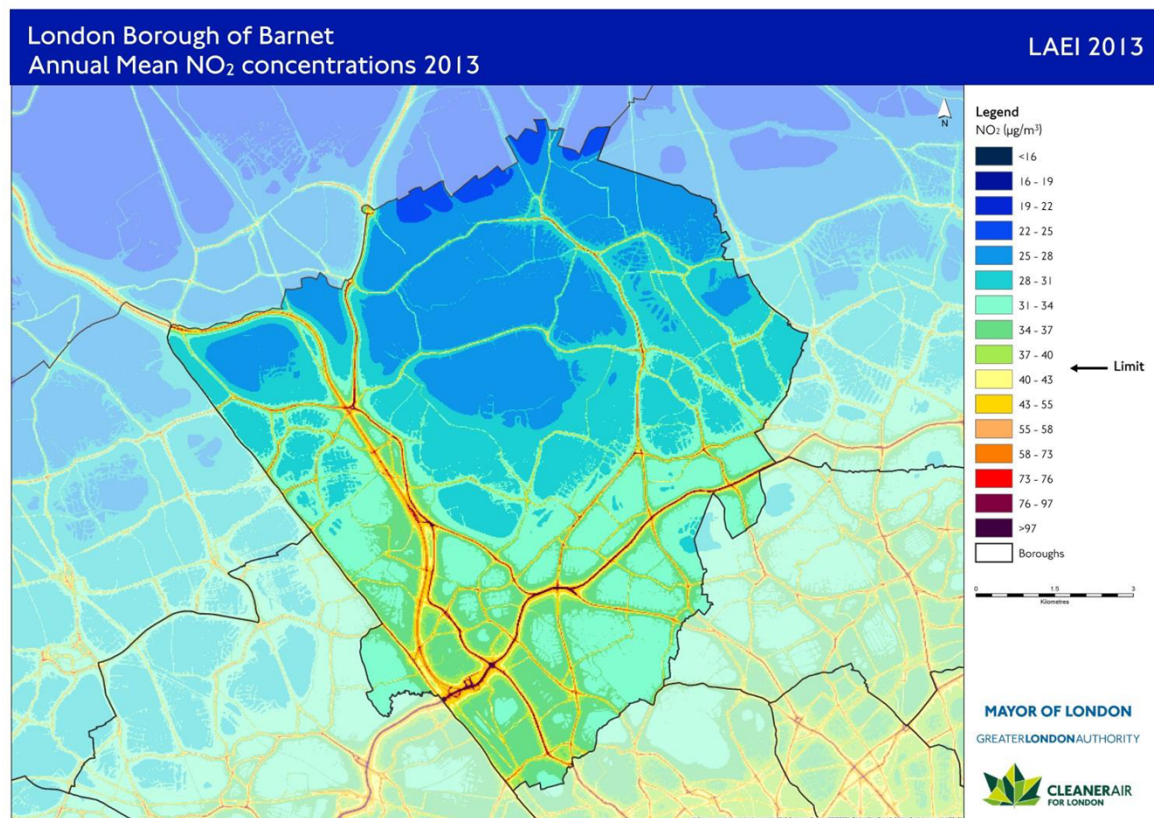 London Borough of Barnet
Annual Mean NO₂ concentrations 2013
LAEI 2013
N
Legend
NO₂ (µg/m³)
<16
16 - 19
19 - 22
22 - 25
25 - 28
28 - 31
31 - 34
34 - 37
37 - 40
Limit
40 - 43
43 - 55
55 - 58
58 - 73
73 - 76
76 - 97
>97
Boroughs
0 1.5 3
Kilometres
MAYOR OF LONDON
GREATERLONDONAUTHORITY
CLEANERAIR
FOR LONDON